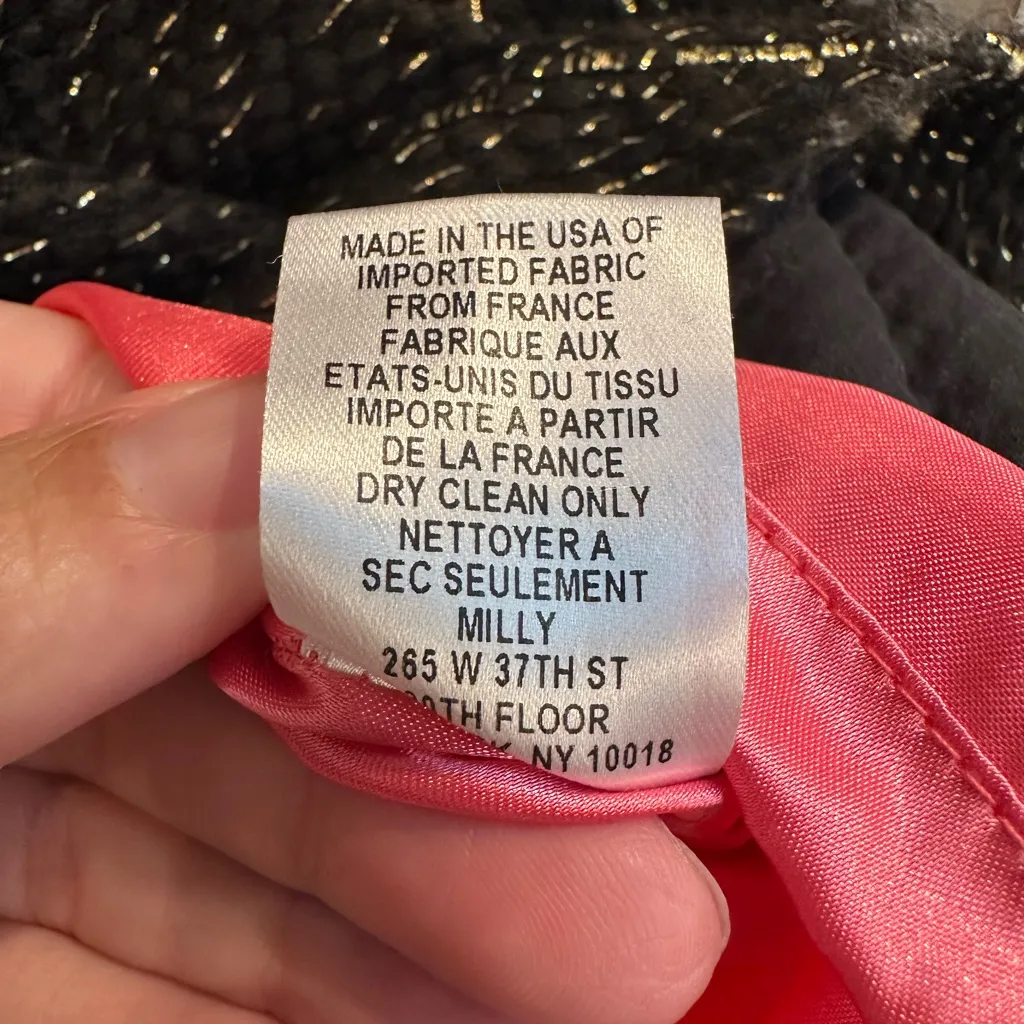 MADE IN THE USA OF
IMPORTED FABRIC
FROM FRANCE
FABRIQUE AUX
ETATS-UNIS DU TISSU
IMPORTE A PARTIR
DE LA FRANCE
DRY CLEAN ONLY
NETTOYER A
SEC SEULEMENT
MILLY
265 W 37TH ST
FLOOR
NY 10018